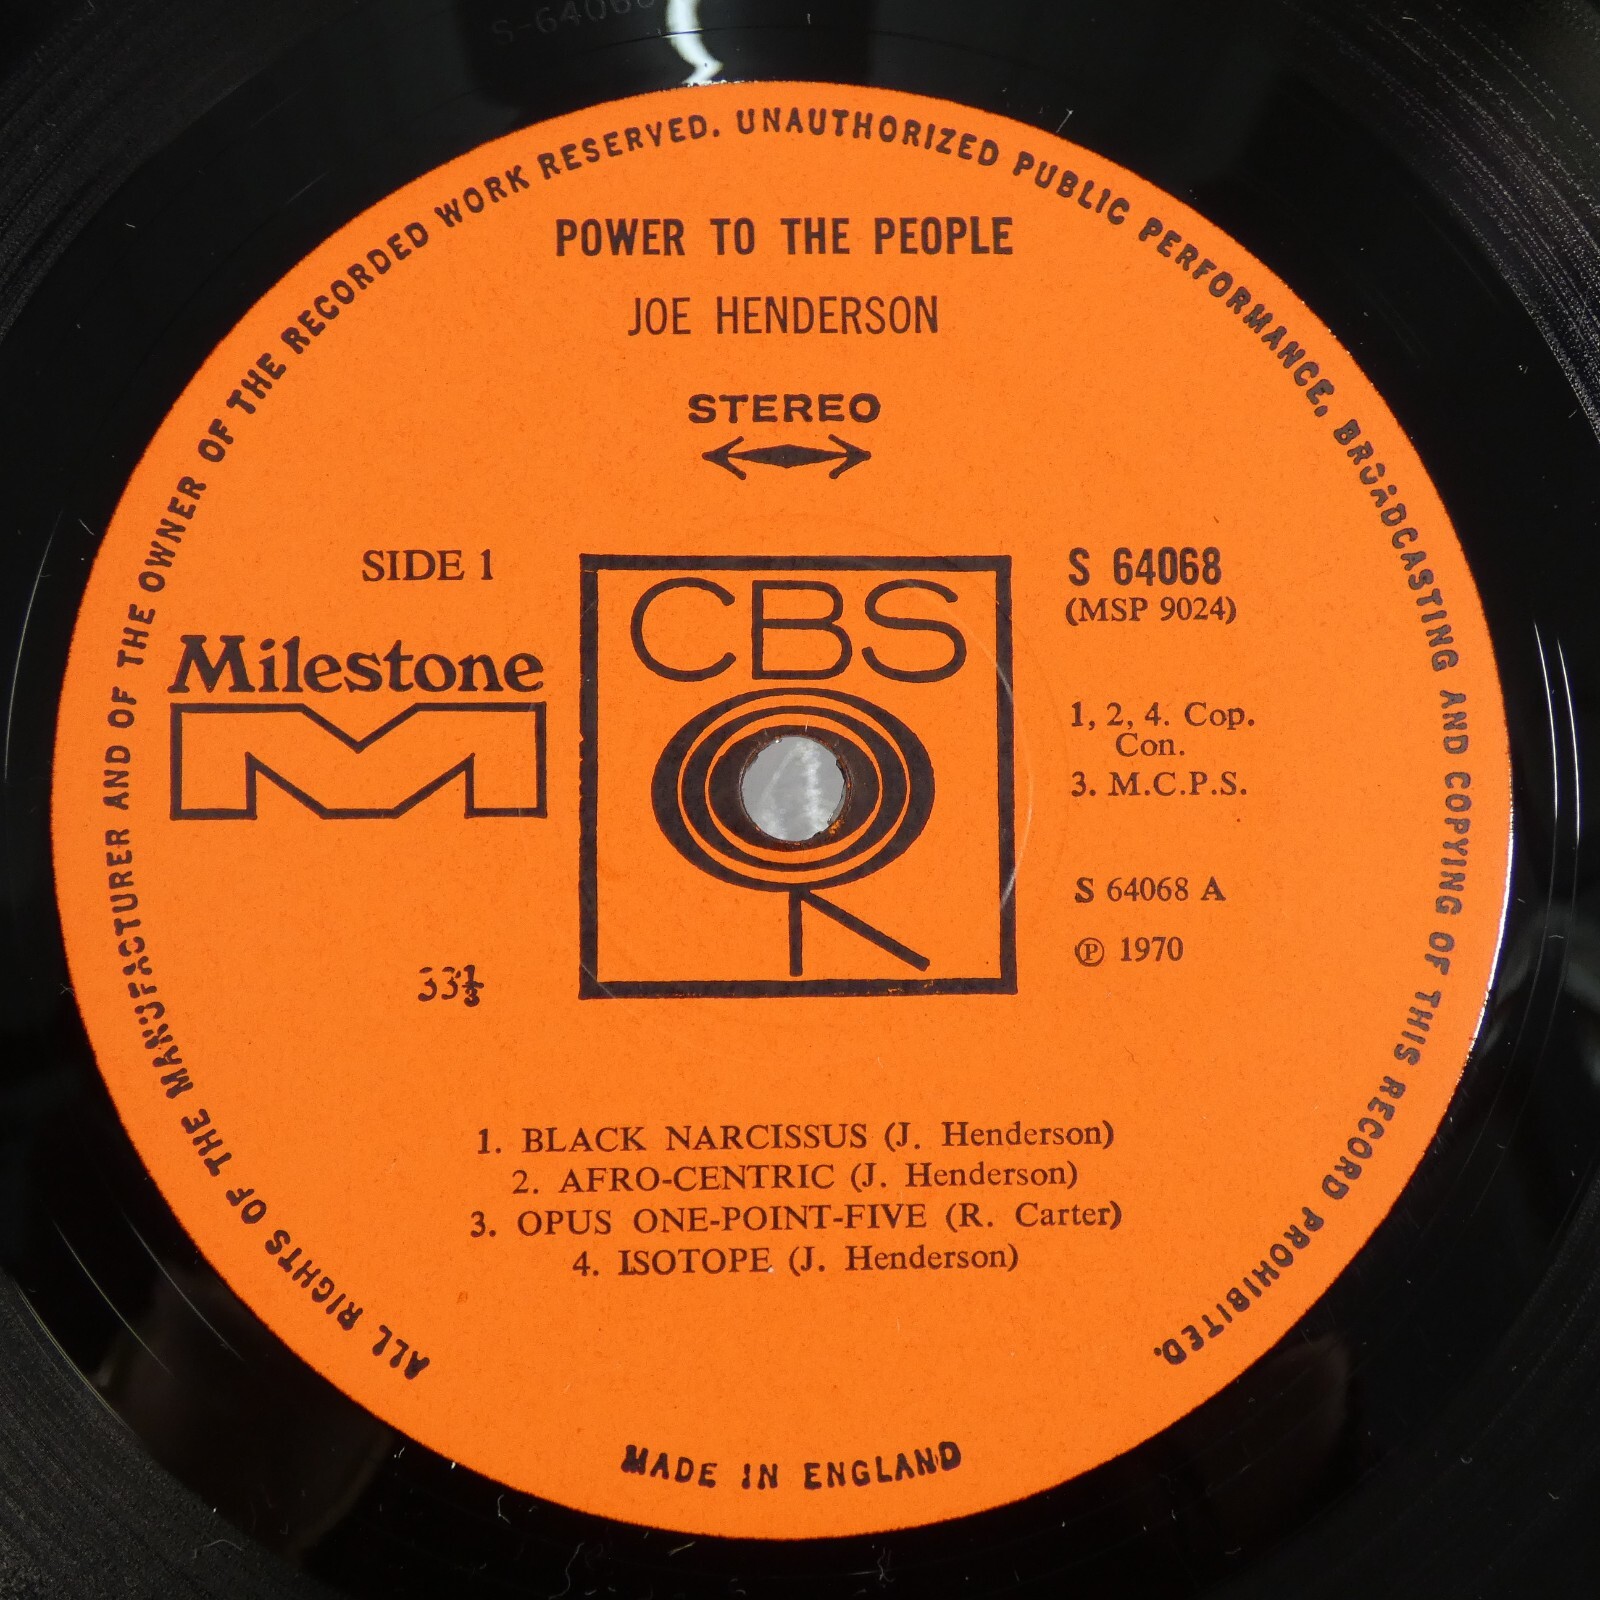 S-64068
ALL RIGHTS OF THE MANUFACTURER AND OF THE OWNER OF THE RECORDED WORK RESERVED. UNAUTHORIZED PUBLIC PERFORMANCE, BROADCASTING AND COPYING OF THIS RECORD PROHIBITED.
POWER TO THE PEOPLE
JOE HENDERSON
STEREO
SIDE 1
Milestone
M
33⅓
CBS
S 64068
(MSP 9024)
1, 2, 4. Cop.
Con.
3. M.C.P.S.
S 64068 A
℗ 1970
1. BLACK NARCISSUS (J. Henderson)
2. AFRO-CENTRIC (J. Henderson)
3. OPUS ONE-POINT-FIVE (R. Carter)
4. ISOTOPE (J. Henderson)
MADE IN ENGLAND